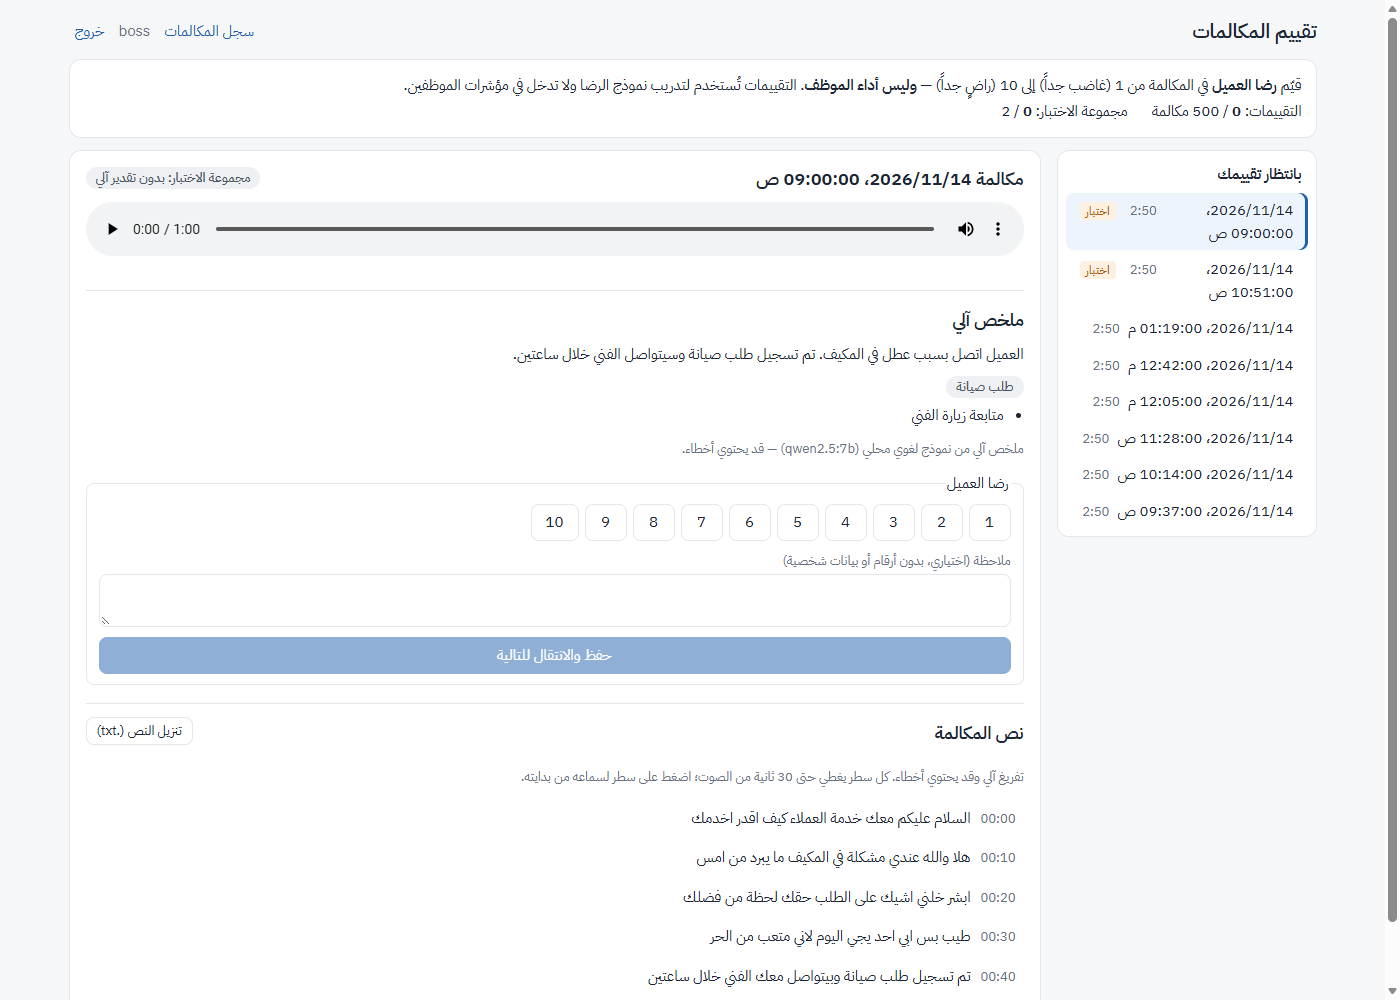 تقييم المكالمات
سجل المكالمات boss خروج
قيّم رضا العميل في المكالمة من 1 (غاضب جداً) إلى 10 (راضٍ جداً) — وليس أداء الموظف. التقييمات تُستخدم لتدريب نموذج الرضا ولا تدخل في مؤشرات الموظفين.
التقييمات: 0 / 500 مكالمة مجموعة الاختبار: 0 / 2
بانتظار تقييمك
2026/11/14، 09:00:00 ص 2:50 اختبار
2026/11/14، 10:51:00 ص 2:50 اختبار
2026/11/14، 01:19:00 م 2:50
2026/11/14، 12:42:00 م 2:50
2026/11/14، 12:05:00 م 2:50
2026/11/14، 11:28:00 ص 2:50
2026/11/14، 10:14:00 ص 2:50
2026/11/14، 09:37:00 ص 2:50
مكالمة 2026/11/14، 09:00:00 ص
مجموعة الاختبار: بدون تقدير آلي
0:00 / 1:00
ملخص آلي
العميل اتصل بسبب عطل في المكيف. تم تسجيل طلب صيانة وسيتواصل الفني خلال ساعتين.
طلب صيانة
• متابعة زيارة الفني
ملخص آلي من نموذج لغوي محلي (qwen2.5:7b) — قد يحتوي أخطاء.
رضا العميل
1 2 3 4 5 6 7 8 9 10
ملاحظة (اختياري، بدون أرقام أو بيانات شخصية)
حفظ والانتقال للتالية
نص المكالمة
تنزيل النص (.txt)
تفريغ آلي وقد يحتوي أخطاء. كل سطر يغطي حتى 30 ثانية من الصوت؛ اضغط على سطر لسماعه من بدايته.
00:00 السلام عليكم معك خدمة العملاء كيف اقدر اخدمك
00:10 هلا والله عندي مشكلة في المكيف ما يبرد من امس
00:20 ابشر خلني اشيك على الطلب حقك لحظة من فضلك
00:30 طيب بس ابي احد يجي اليوم لاني متعب من الحر
00:40 تم تسجيل طلب صيانة وبيتواصل معك الفني خلال ساعتين